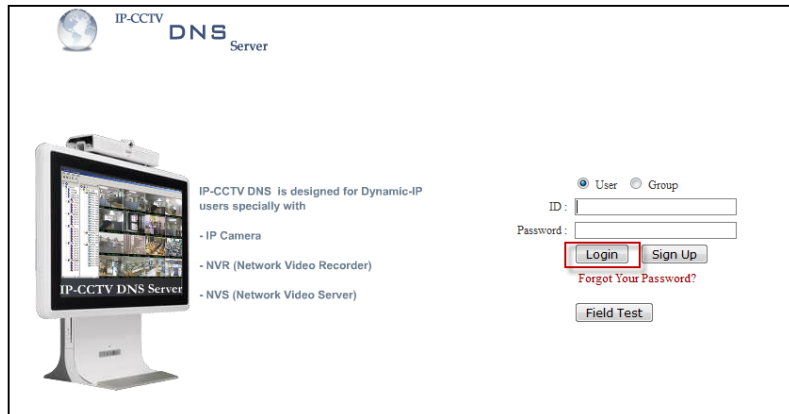 IP-CCTV DNS Server
User Group
IP-CCTV DNS is designed for Dynamic-IP
users specially with
ID :
- IP Camera
Password :
Login Sign Up
- NVR (Network Video Recorder)
Forgot Your Password?
IP-CCTV DNS Server
- NVS (Network Video Server)
Field Test